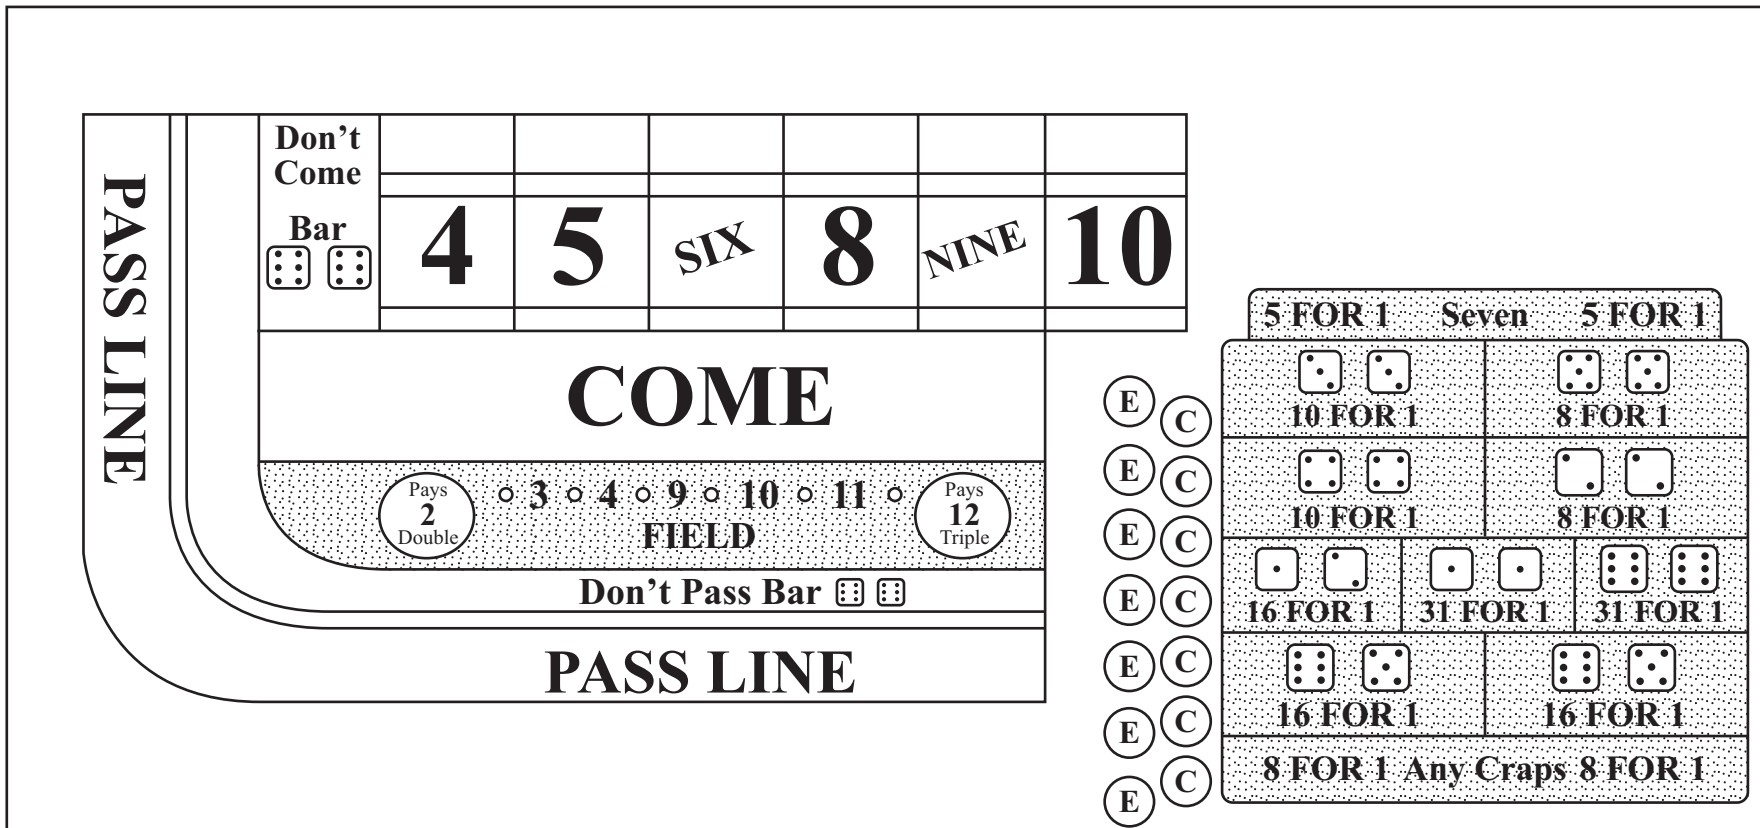 PASS LINE
Don't
Come
Bar
4 5 SIX 8 NINE 10
COME
Pays
2
Double
3 4 9 10 11
FIELD
Pays
12
Triple
Don't Pass Bar
PASS LINE
E C
E C
E C
E C
E C
E C
E C
5 FOR 1 Seven 5 FOR 1
10 FOR 1 8 FOR 1
10 FOR 1 8 FOR 1
16 FOR 1 31 FOR 1 31 FOR 1
16 FOR 1 16 FOR 1
8 FOR 1 Any Craps 8 FOR 1